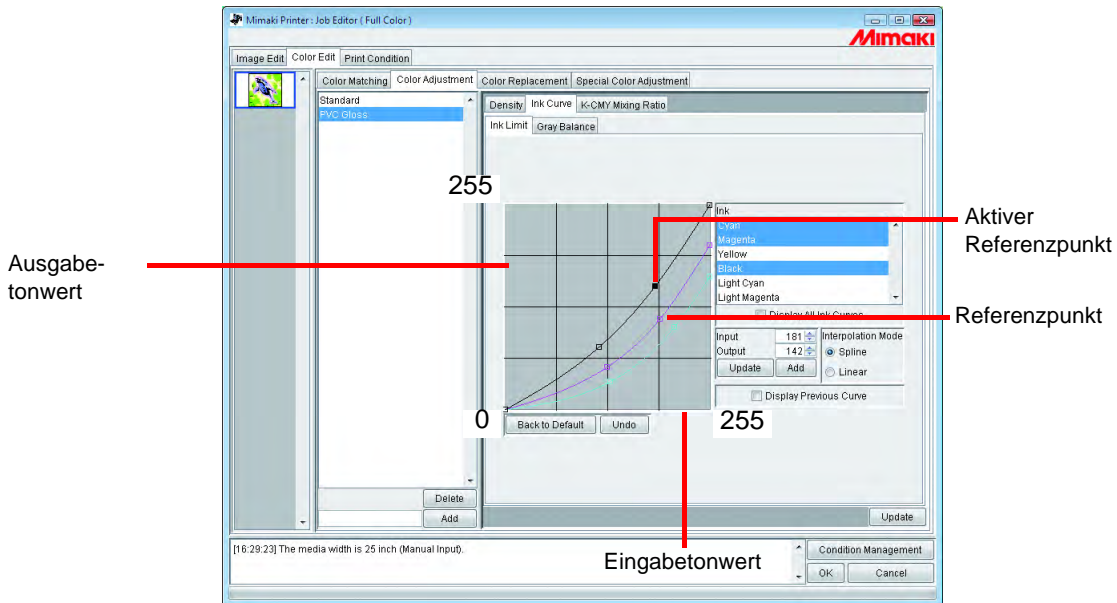 Mimaki Printer : Job Editor ( Full Color )
Mimaki
Image Edit Color Edit Print Condition
Color Matching Color Adjustment Color Replacement Special Color Adjustment
Standard
PVC Gloss
Density Ink Curve K-CMY Mixing Ratio
Ink Limit Gray Balance
255
Ausgabe-
tonwert
Ink
Cyan
Magenta
Yellow
Black
Light Cyan
Light Magenta
Aktiver
Referenzpunkt
Display All Ink Curves
Referenzpunkt
Input 181
Output 142
Update Add
Interpolation Mode
Spline
Linear
Display Previous Curve
0
255
Back to Default Undo
Delete
Add
Update
Eingabetonwert
[16:29:23] The media width is 25 inch (Manual Input).
Condition Management
OK Cancel